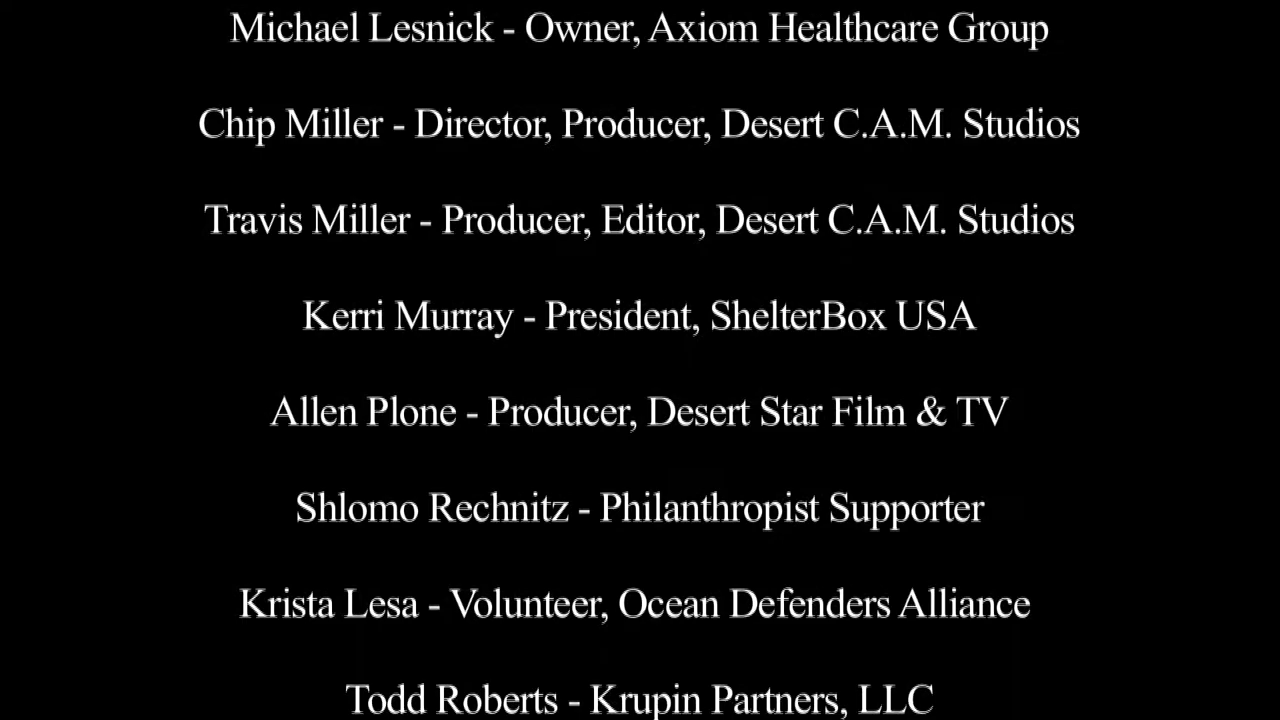 Michael Lesnick - Owner, Axiom Healthcare Group
Chip Miller - Director, Producer, Desert C.A.M. Studios
Travis Miller - Producer, Editor, Desert C.A.M. Studios
Kerri Murray - President, ShelterBox USA
Allen Plone - Producer, Desert Star Film & TV
Shlomo Rechnitz - Philanthropist Supporter
Krista Lesa - Volunteer, Ocean Defenders Alliance
Todd Roberts - Krupin Partners, LLC